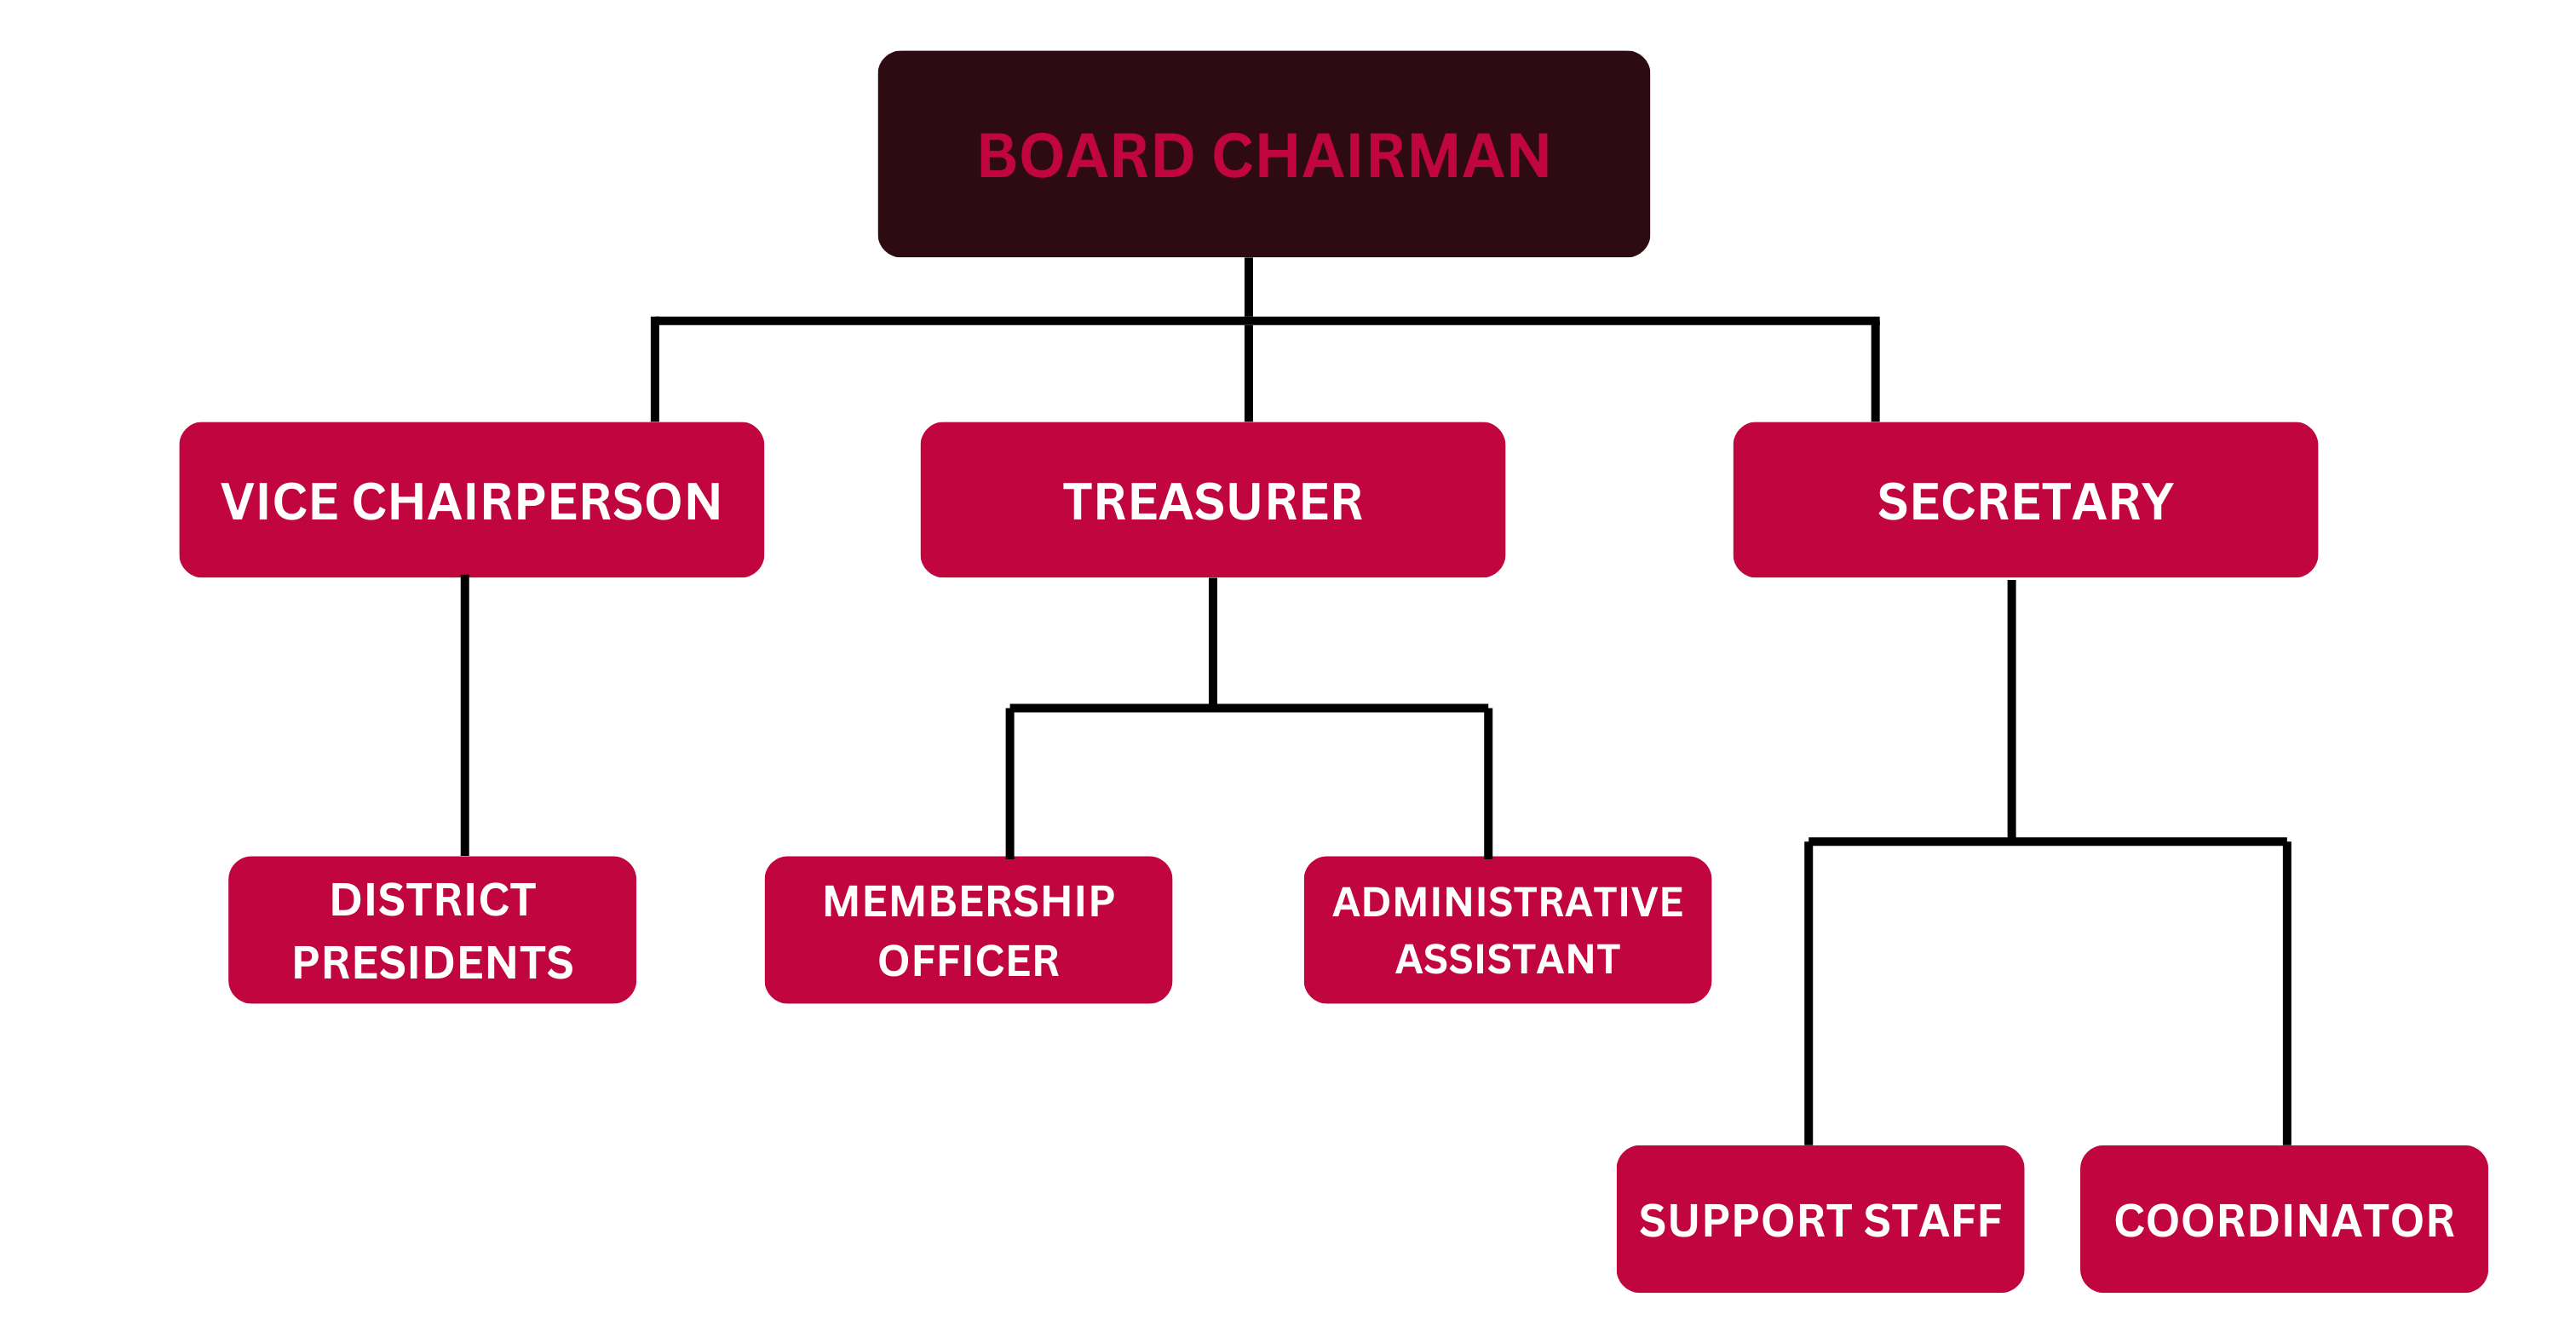 BOARD CHAIRMAN
VICE CHAIRPERSON
TREASURER
SECRETARY
DISTRICT
PRESIDENTS
MEMBERSHIP
OFFICER
ADMINISTRATIVE
ASSISTANT
SUPPORT STAFF
COORDINATOR